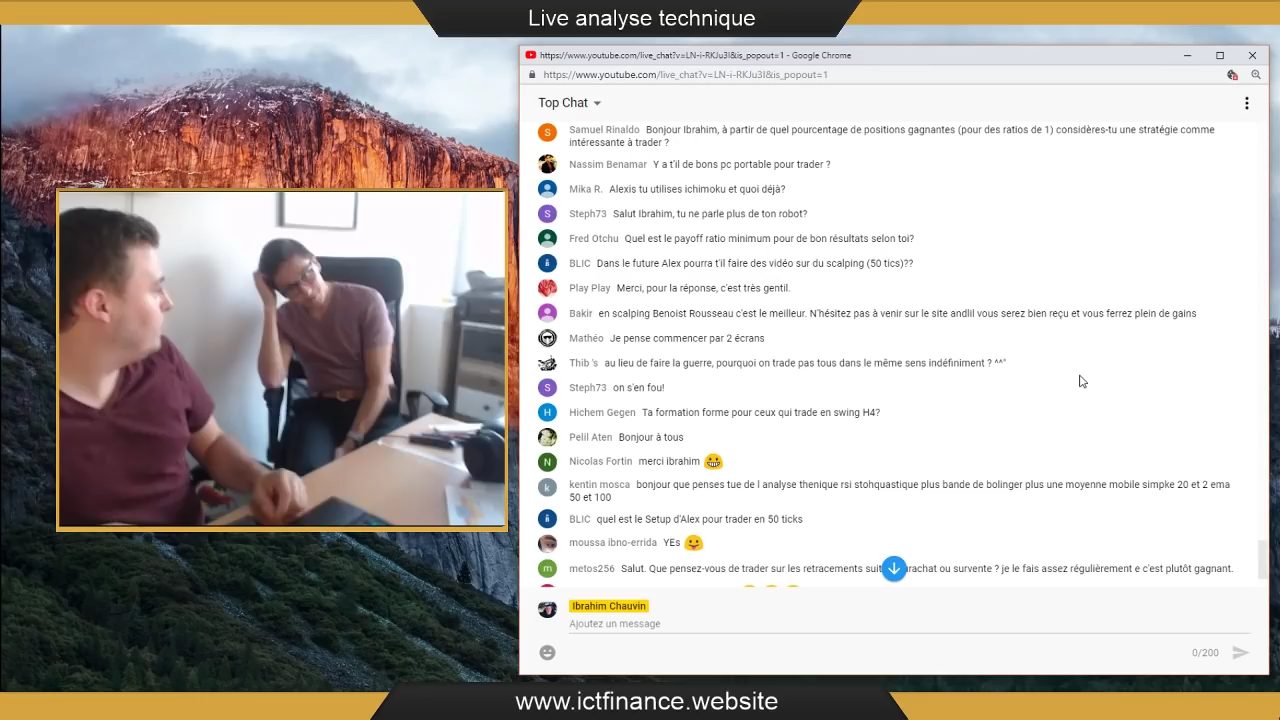 Live analyse technique
https://www.youtube.com/live_chat?v=LN-i-RKJu3I&is_popout=1 - Google Chrome
https://www.youtube.com/live_chat?v=LN-i-RKJu3I&is_popout=1
Top Chat
Samuel Rinaldo Bonjour Ibrahim, à partir de quel pourcentage de positions gagnantes (pour des ratios de 1) considères-tu une stratégie comme
intéressante à trader ?
Nassim Benamar Y a t'il de bons pc portable pour trader ?
Mika R. Alexis tu utilises ichimoku et quoi déjà?
S Steph73 Salut Ibrahim, tu ne parle plus de ton robot?
Fred Otchu Quel est le payoff ratio minimum pour de bon résultats selon toi?
BLIC Dans le future Alex pourra t'il faire des vidéo sur du scalping (50 tics)??
Play Play Merci, pour la réponse, c'est très gentil.
Bakir en scalping Benoist Rousseau c'est le meilleur. N'hésitez pas à venir sur le site andlil vous serez bien reçu et vous ferrez plein de gains
Mathéo Je pense commencer par 2 écrans
Thib 's au lieu de faire la guerre, pourquoi on trade pas tous dans le même sens indéfiniment ? ^^"
S Steph73 on s'en fou!
H Hichem Gegen Ta formation forme pour ceux qui trade en swing H4?
Pelil Aten Bonjour à tous
N Nicolas Fortin merci ibrahim
k kentin mosca bonjour que penses tue de l analyse thenique rsi stohquastique plus bande de bolinger plus une moyenne mobile simpke 20 et 2 ema
50 et 100
BLIC quel est le Setup d'Alex pour trader en 50 ticks
moussa ibno-errida YEs
m metos256 Salut. Que pensez-vous de trader sur les retracements suit rachat ou survente ? je le fais assez régulièrement e c'est plutôt gagnant.
Ibrahim Chauvin
Ajoutez un message
0/200
www.ictfinance.website